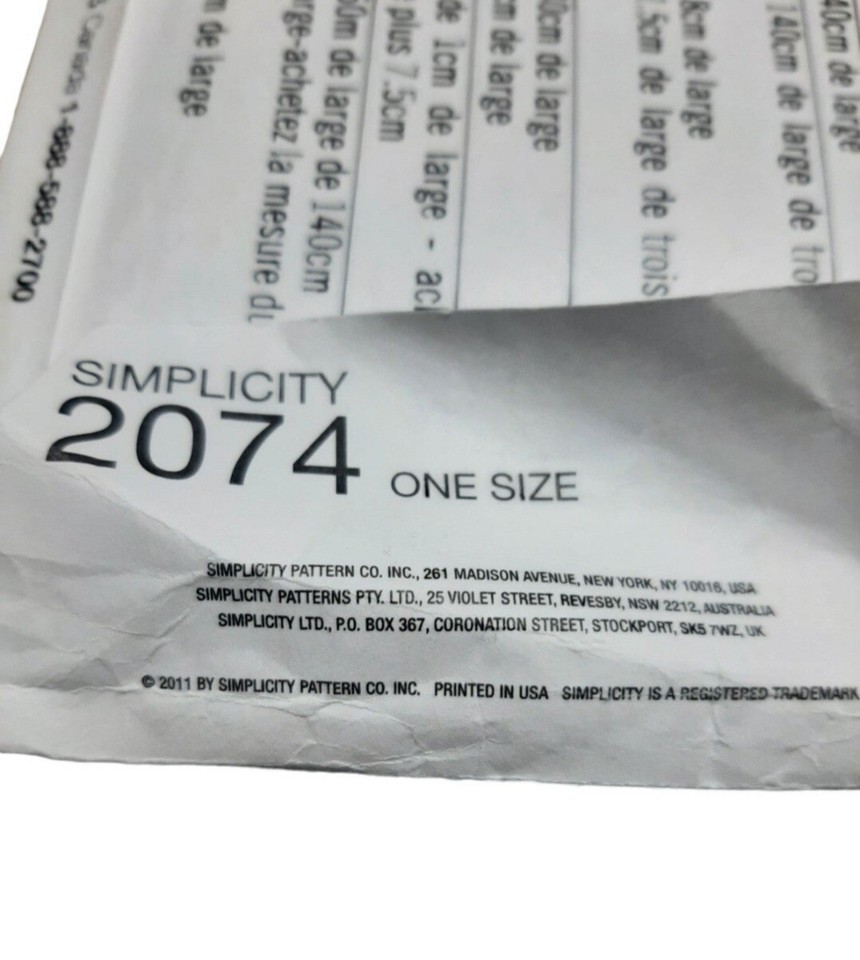 & Canada 1-888-588-2700
m de large
rge-achetez la mesure du
de large de 140cm
plus 7.5cm
de 1cm de large - ac
cm de large
0cm de large
.5cm de large de trois
8cm de large
140cm de large de tro
40cm de large
SIMPLICITY
2074 ONE SIZE
SIMPLICITY PATTERN CO. INC., 261 MADISON AVENUE, NEW YORK, NY 10016, USA
SIMPLICITY PATTERNS PTY. LTD., 25 VIOLET STREET, REVESBY, NSW 2212, AUSTRALIA
SIMPLICITY LTD., P.O. BOX 367, CORONATION STREET, STOCKPORT, SK5 7WZ, UK
© 2011 BY SIMPLICITY PATTERN CO. INC. PRINTED IN USA SIMPLICITY IS A REGISTERED TRADEMARK